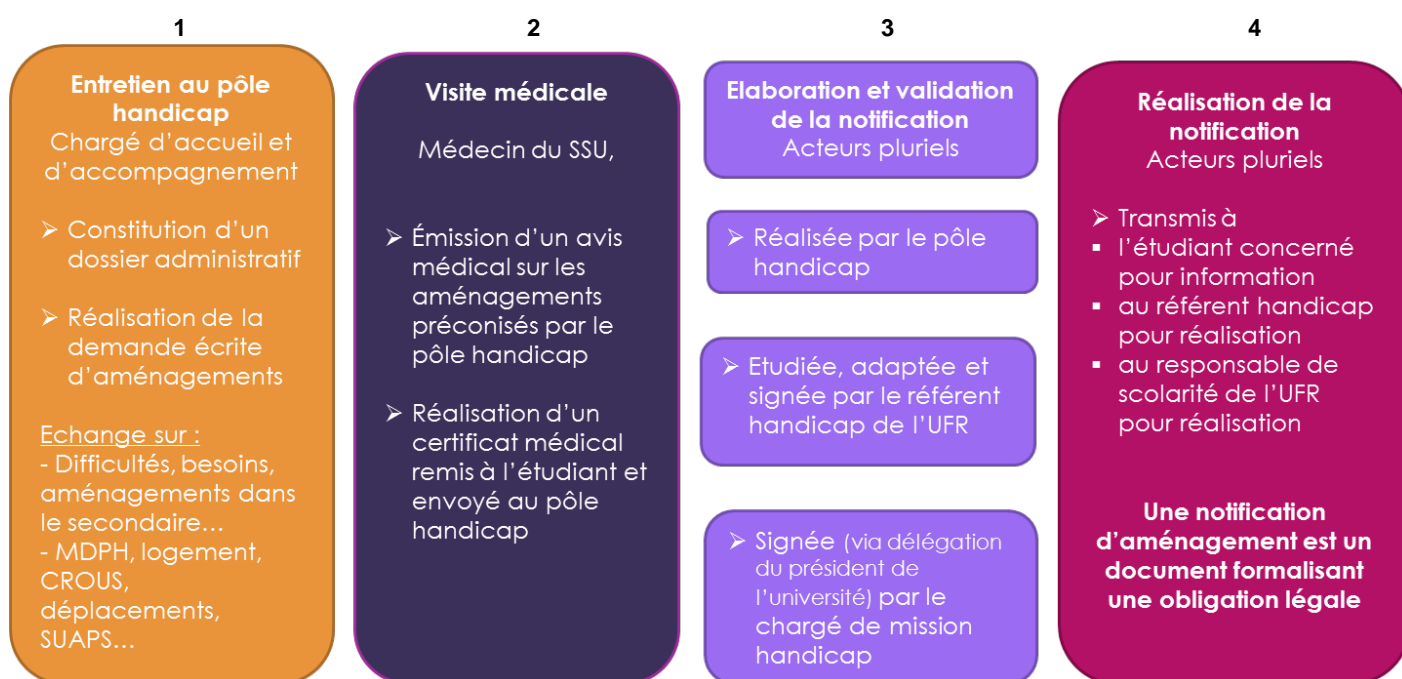 1
Entretien au pôle
handicap
Chargé d’accueil et
d’accompagnement
➢ Constitution d’un
dossier administratif
➢ Réalisation de la
demande écrite
d’aménagements
Echange sur :
- Difficultés, besoins,
aménagements dans
le secondaire…
- MDPH, logement,
CROUS,
déplacements,
SUAPS…
2
Visite médicale
Médecin du SSU,
➢ Émission d’un avis
médical sur les
aménagements
préconisés par le
pôle handicap
➢ Réalisation d’un
certificat médical
remis à l’étudiant et
envoyé au pôle
handicap
3
Elaboration et validation
de la notification
Acteurs pluriels
➢ Réalisée par le pôle
handicap
➢ Etudiée, adaptée et
signée par le référent
handicap de l’UFR
➢ Signée (via délégation
du président de
l’université) par le
chargé de mission
handicap
4
Réalisation de la
notification
Acteurs pluriels
➢ Transmis à
▪ l’étudiant concerné
pour information
▪ au référent handicap
pour réalisation
▪ au responsable de
scolarité de l’UFR
pour réalisation
Une notification
d’aménagement est un
document formalisant
une obligation légale